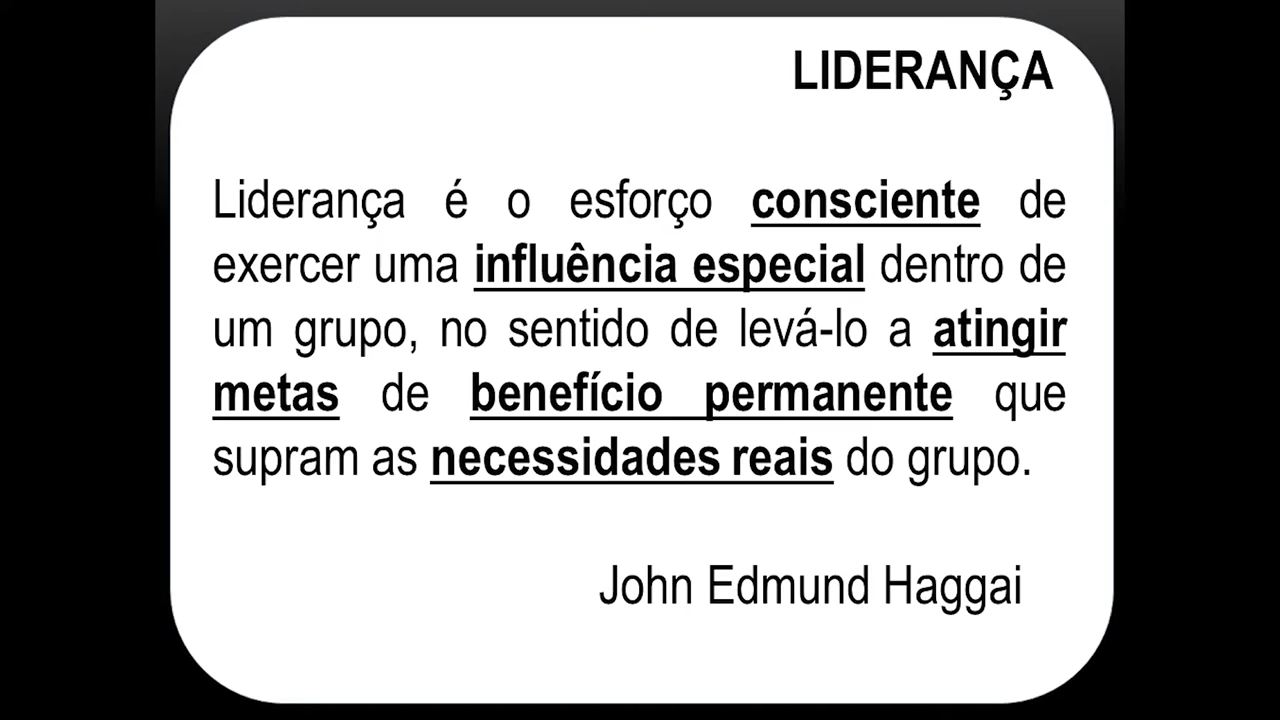 LIDERANÇA
Liderança é o esforço consciente de
exercer uma influência especial dentro de
um grupo, no sentido de levá-lo a atingir
metas de benefício permanente que
supram as necessidades reais do grupo.
John Edmund Haggai